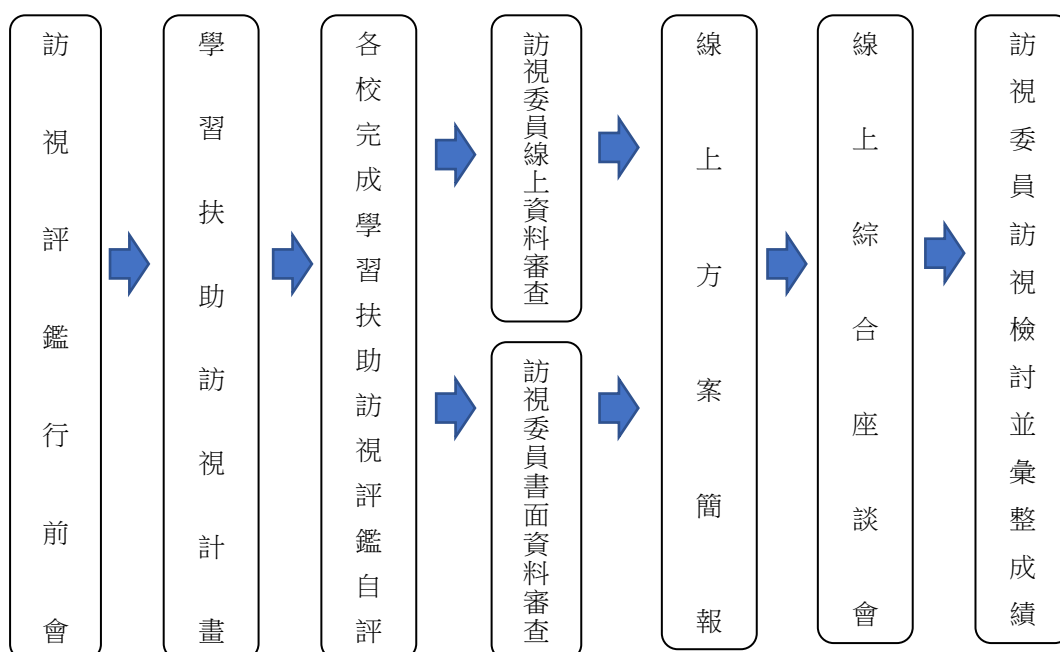 訪視評鑑行前會
學習扶助訪視計畫
各校完成學習扶助訪視評鑑自評
訪視委員線上資料審查
訪視委員書面資料審查
線上方案簡報
線上綜合座談會
訪視委員訪視檢討並彙整成績